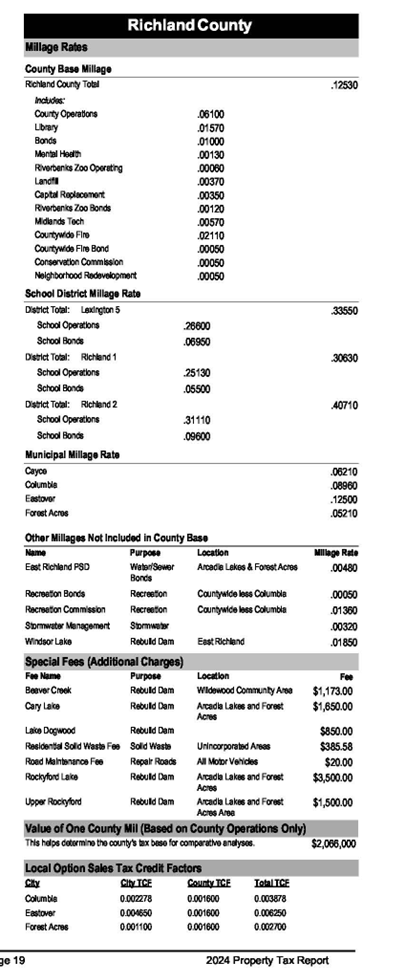 Richland County
Millage Rates
County Base Millage
Richland County Total .12530
Includes:
County Operations .06100
Library .01570
Bonds .01000
Mental Health .00130
Riverbanks Zoo Operating .00060
Landfill .00370
Capital Replacement .00350
Riverbanks Zoo Bonds .00120
Midlands Tech .00570
Countywide Fire .02110
Countywide Fire Bond .00050
Conservation Commission .00050
Neighborhood Redevelopment .00050
School District Millage Rate
District Total: Lexington 5 .33550
School Operations .26600
School Bonds .06950
District Total: Richland 1 .30630
School Operations .25130
School Bonds .05500
District Total: Richland 2 .40710
School Operations .31110
School Bonds .09600
Municipal Millage Rate
Cayce .06210
Columbia .08960
Eastover .12500
Forest Acres .05210
Other Millages Not Included in County Base
Name Purpose Location Millage Rate
East Richland PSD Water/Sewer Arcadia Lakes & Forest Acres .00480
Bonds
Recreation Bonds Recreation Countywide less Columbia .00050
Recreation Commission Recreation Countywide less Columbia .01360
Stormwater Management Stormwater .00320
Windsor Lake Rebuild Dam East Richland .01850
Special Fees (Additional Charges)
Fee Name Purpose Location Fee
Beaver Creek Rebuild Dam Wildewood Community Area $1,173.00
Cary Lake Rebuild Dam Arcadia Lakes and Forest $1,650.00
Acres
Lake Dogwood Rebuild Dam $850.00
Residential Solid Waste Fee Solid Waste Unincorporated Areas $385.58
Road Maintenance Fee Repair Roads All Motor Vehicles $20.00
Rockyford Lake Rebuild Dam Arcadia Lakes and Forest $3,500.00
Acres
Upper Rockyford Rebuild Dam Arcadia Lakes and Forest $1,500.00
Acres Area
Value of One County Mil (Based on County Operations Only)
This helps determine the county's tax base for comparative analyses. $2,066,000
Local Option Sales Tax Credit Factors
City City TCF County TCF Total TCF
Columbia 0.002278 0.001600 0.003878
Eastover 0.004650 0.001600 0.006250
Forest Acres 0.001100 0.001600 0.002700
ge 19 2024 Property Tax Report